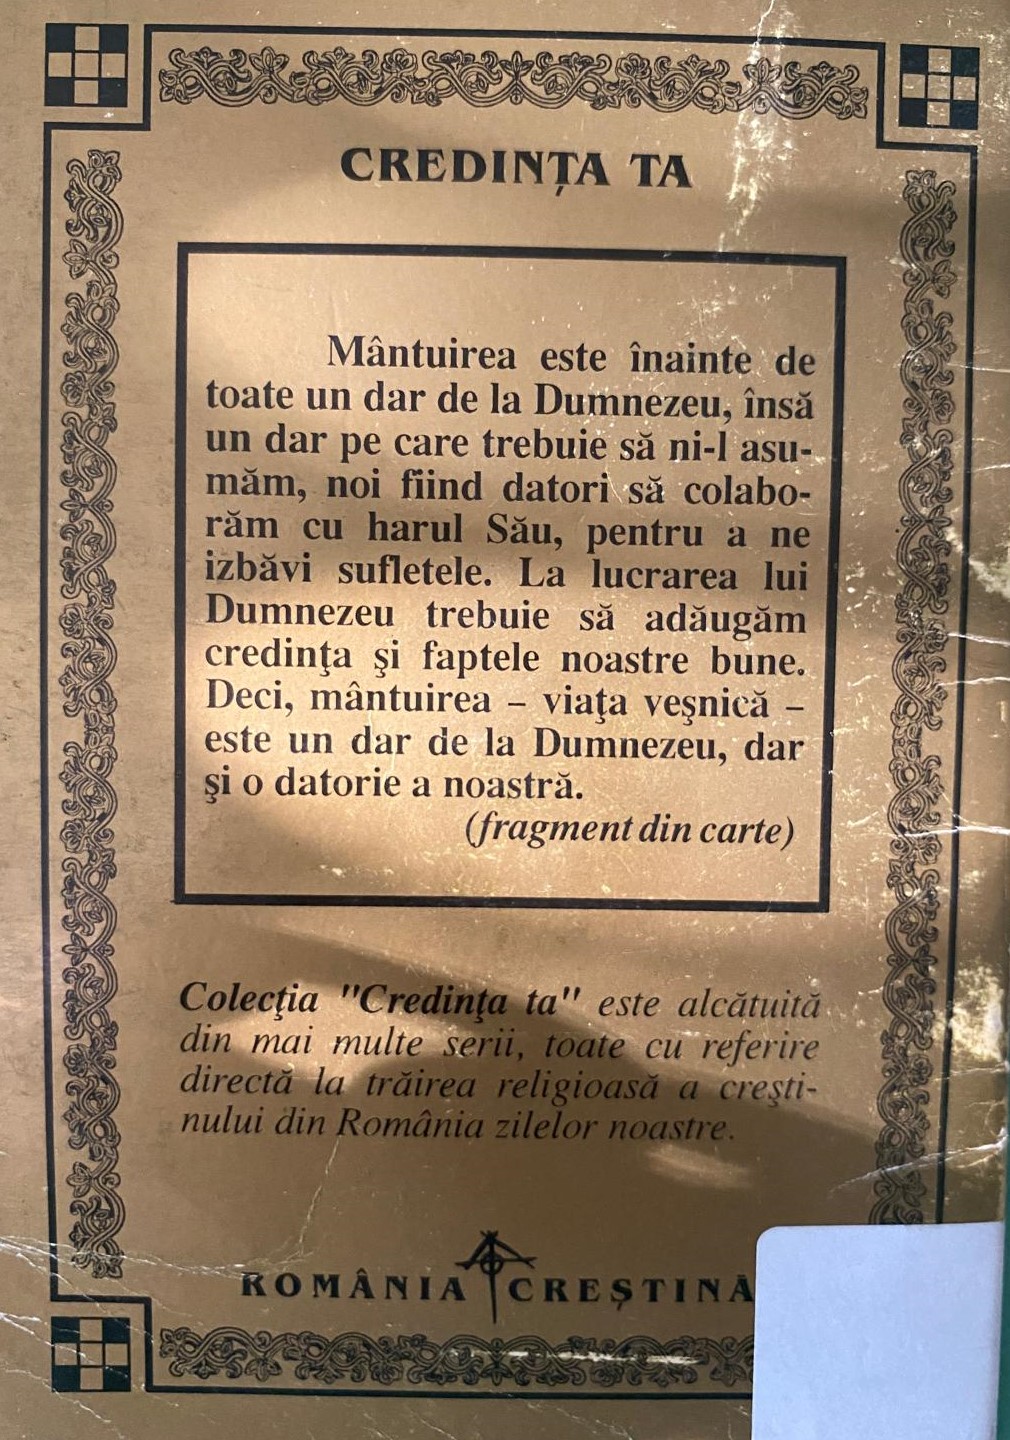 CREDINȚA TA
Mântuirea este înainte de
toate un dar de la Dumnezeu, însă
un dar pe care trebuie să ni-l asu-
măm, noi fiind datori să colabo-
răm cu harul Său, pentru a ne
izbăvi sufletele. La lucrarea lui
Dumnezeu trebuie să adăugăm
credinţa şi faptele noastre bune.
Deci, mântuirea – viaţa veşnică –
este un dar de la Dumnezeu, dar
şi o datorie a noastră.
(fragment din carte)
Colecţia "Credinţa ta" este alcătuită
din mai multe serii, toate cu referire
directă la trăirea religioasă a creşti-
nului din România zilelor noastre.
ROMÂNIA CREȘTINĂ